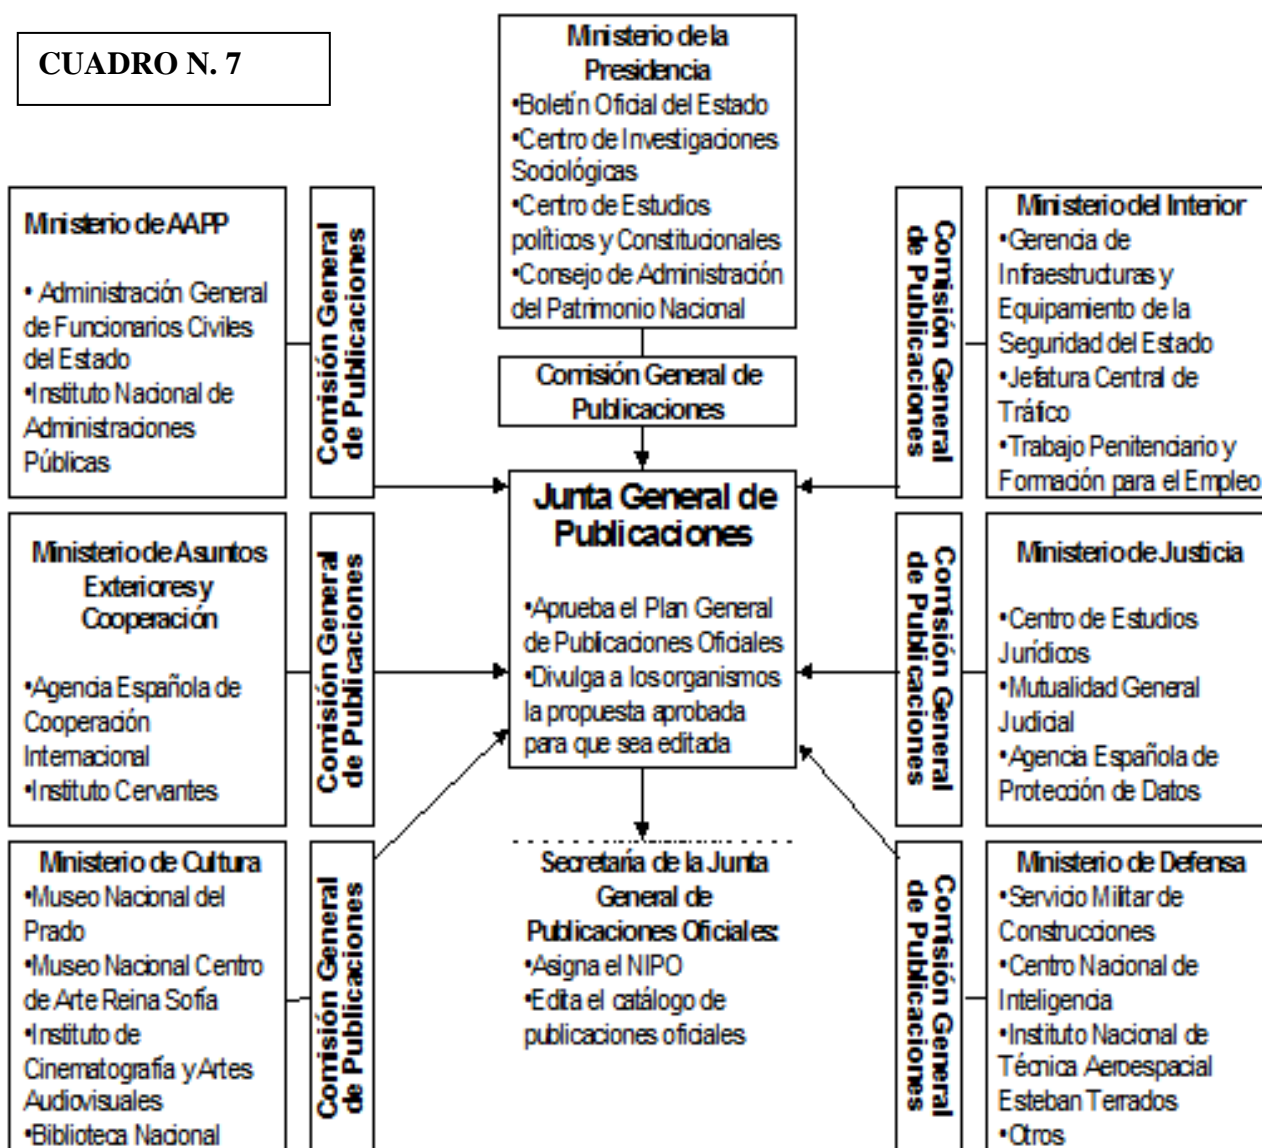 CUADRO N. 7
Ministerio de la
Presidencia
•Boletín Oficial del Estado
•Centro de Investigaciones
Sociológicas
•Centro de Estudios
políticos y Constitucionales
•Consejo de Administración
del Patrimonio Nacional
Comisión General de
Publicaciones
Ministerio de AAPP
• Administración General
de Funcionarios Civiles
del Estado
•Instituto Nacional de
Administraciones
Públicas
Comisión General
de Publicaciones
Ministerio de Asuntos
Exteriores y
Cooperación
•Agencia Española de
Cooperación
Internacional
•Instituto Cervantes
Comisión General
de Publicaciones
Ministerio de Cultura
•Museo Nacional del
Prado
•Museo Nacional Centro
de Arte Reina Sofía
•Instituto de
Cinematografía y Artes
Audiovisuales
•Biblioteca Nacional
Comisión General
de Publicaciones
Junta General de
Publicaciones
•Aprueba el Plan General
de Publicaciones Oficiales
•Divulga a los organismos
la propuesta aprobada
para que sea editada
Secretaría de la Junta
General de
Publicaciones Oficiales:
•Asigna el NIPO
•Edita el catálogo de
publicaciones oficiales
Comisión General
de Publicaciones
Ministerio del Interior
•Gerencia de
Infraestructuras y
Equipamiento de la
Seguridad del Estado
•Jefatura Central de
Tráfico
•Trabajo Penitenciario y
Formación para el Empleo
Comisión General
de Publicaciones
Ministerio de Justicia
•Centro de Estudios
Jurídicos
•Mutualidad General
Judicial
•Agencia Española de
Protección de Datos
Comisión General
de Publicaciones
Ministerio de Defensa
•Servicio Militar de
Construcciones
•Centro Nacional de
Inteligencia
•Instituto Nacional de
Técnica Aeroespacial
Esteban Terrados
•Otros